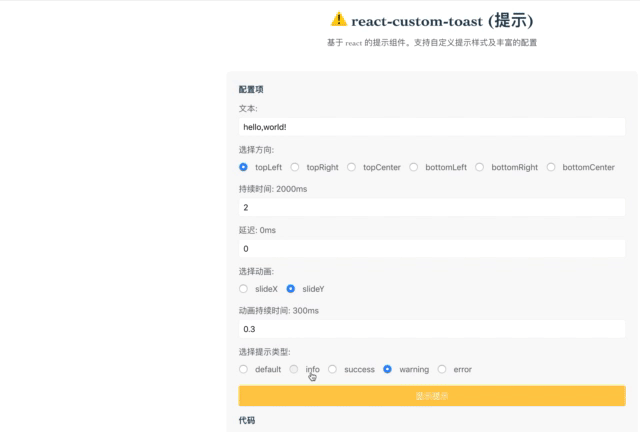 react-custom-toast (提示)
基于 react 的提示组件、支持自定义提示样式及丰富的配置
配置项
文本:
hello,world!
选择方向:
topLeft topRight topCenter bottomLeft bottomRight bottomCenter
持续时间: 2000ms
2
延迟: 0ms
0
选择动画:
slideX slideY
动画持续时间: 300ms
0.3
选择提示类型:
default info success warning error
提示提示
代码